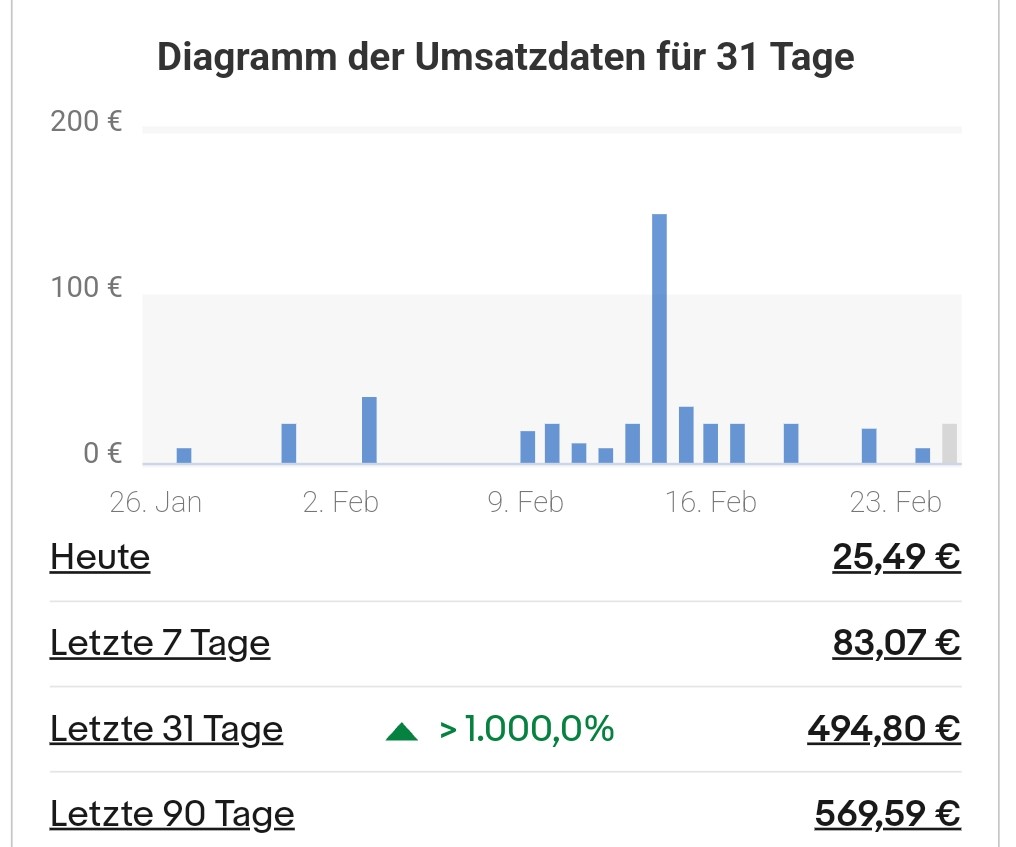 Diagramm der Umsatzdaten für 31 Tage
200 €
100 €
0 €
26. Jan 2. Feb 9. Feb 16. Feb 23. Feb
Heute 25,49 €
Letzte 7 Tage 83,07 €
Letzte 31 Tage > 1.000,0% 494,80 €
Letzte 90 Tage 569,59 €